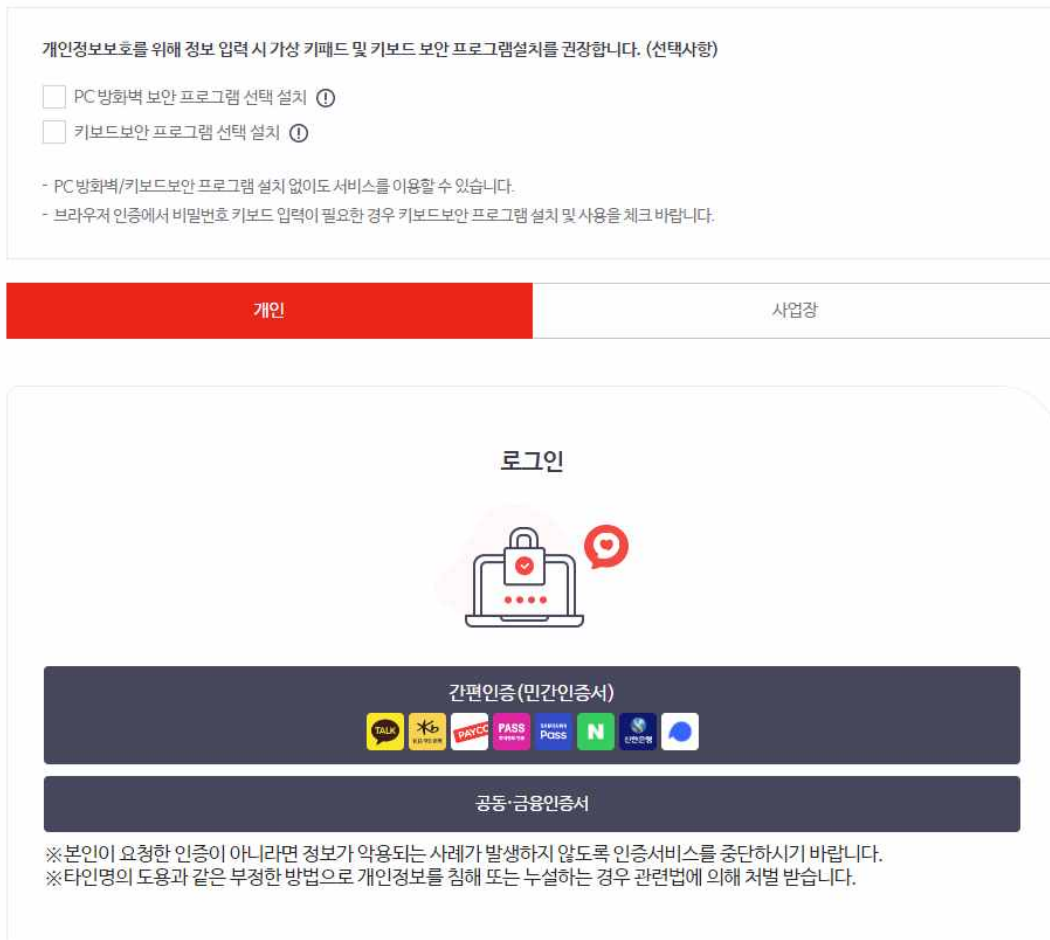 개인정보보호를 위해 정보 입력 시 가상 키패드 및 키보드 보안 프로그램설치를 권장합니다. (선택사항)
PC 방화벽 보안 프로그램 선택 설치
키보드보안 프로그램 선택 설치
- PC 방화벽/키보드보안 프로그램 설치 없이도 서비스를 이용할 수 있습니다.
- 브라우저 인증에서 비밀번호 키보드 입력이 필요한 경우 키보드보안 프로그램 설치 및 사용을 체크 바랍니다.
개인
사업장
로그인
간편인증(민간인증서)
TALK
PAYCO
PASS
SAMSUNG Pass
N
신한은행
공동·금융인증서
※본인이 요청한 인증이 아니라면 정보가 악용되는 사례가 발생하지 않도록 인증서비스를 중단하시기 바랍니다.
※타인명의 도용과 같은 부정한 방법으로 개인정보를 침해 또는 누설하는 경우 관련법에 의해 처벌 받습니다.